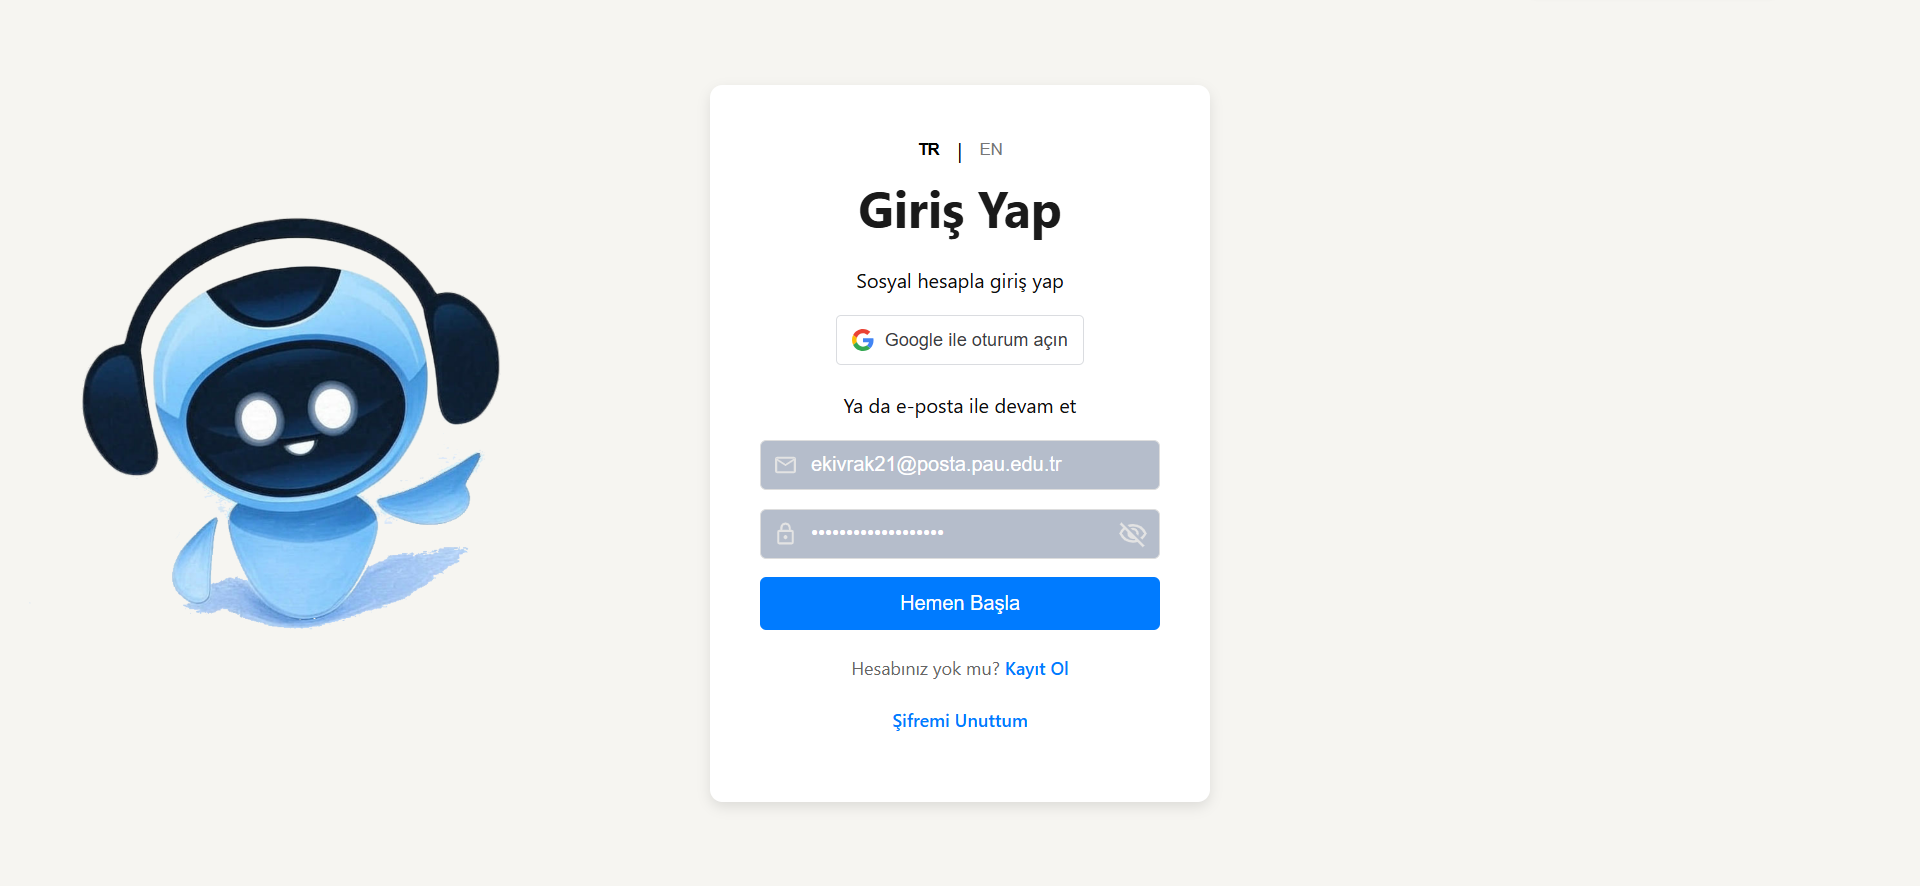 TR | EN
Giriş Yap
Sosyal hesapla giriş yap
Google ile oturum açın
Ya da e-posta ile devam et
ekivrak21@posta.pau.edu.tr
•••••••••••••••••••
Hemen Başla
Hesabınız yok mu? Kayıt Ol
Şifremi Unuttum